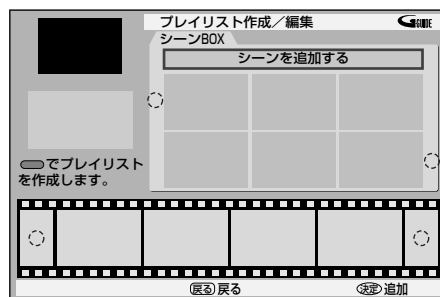 プレイリスト作成／編集
GGUIDE
シーンBOX
シーンを追加する
でプレイリスト
を作成します。
戻る 戻る
決定 追加